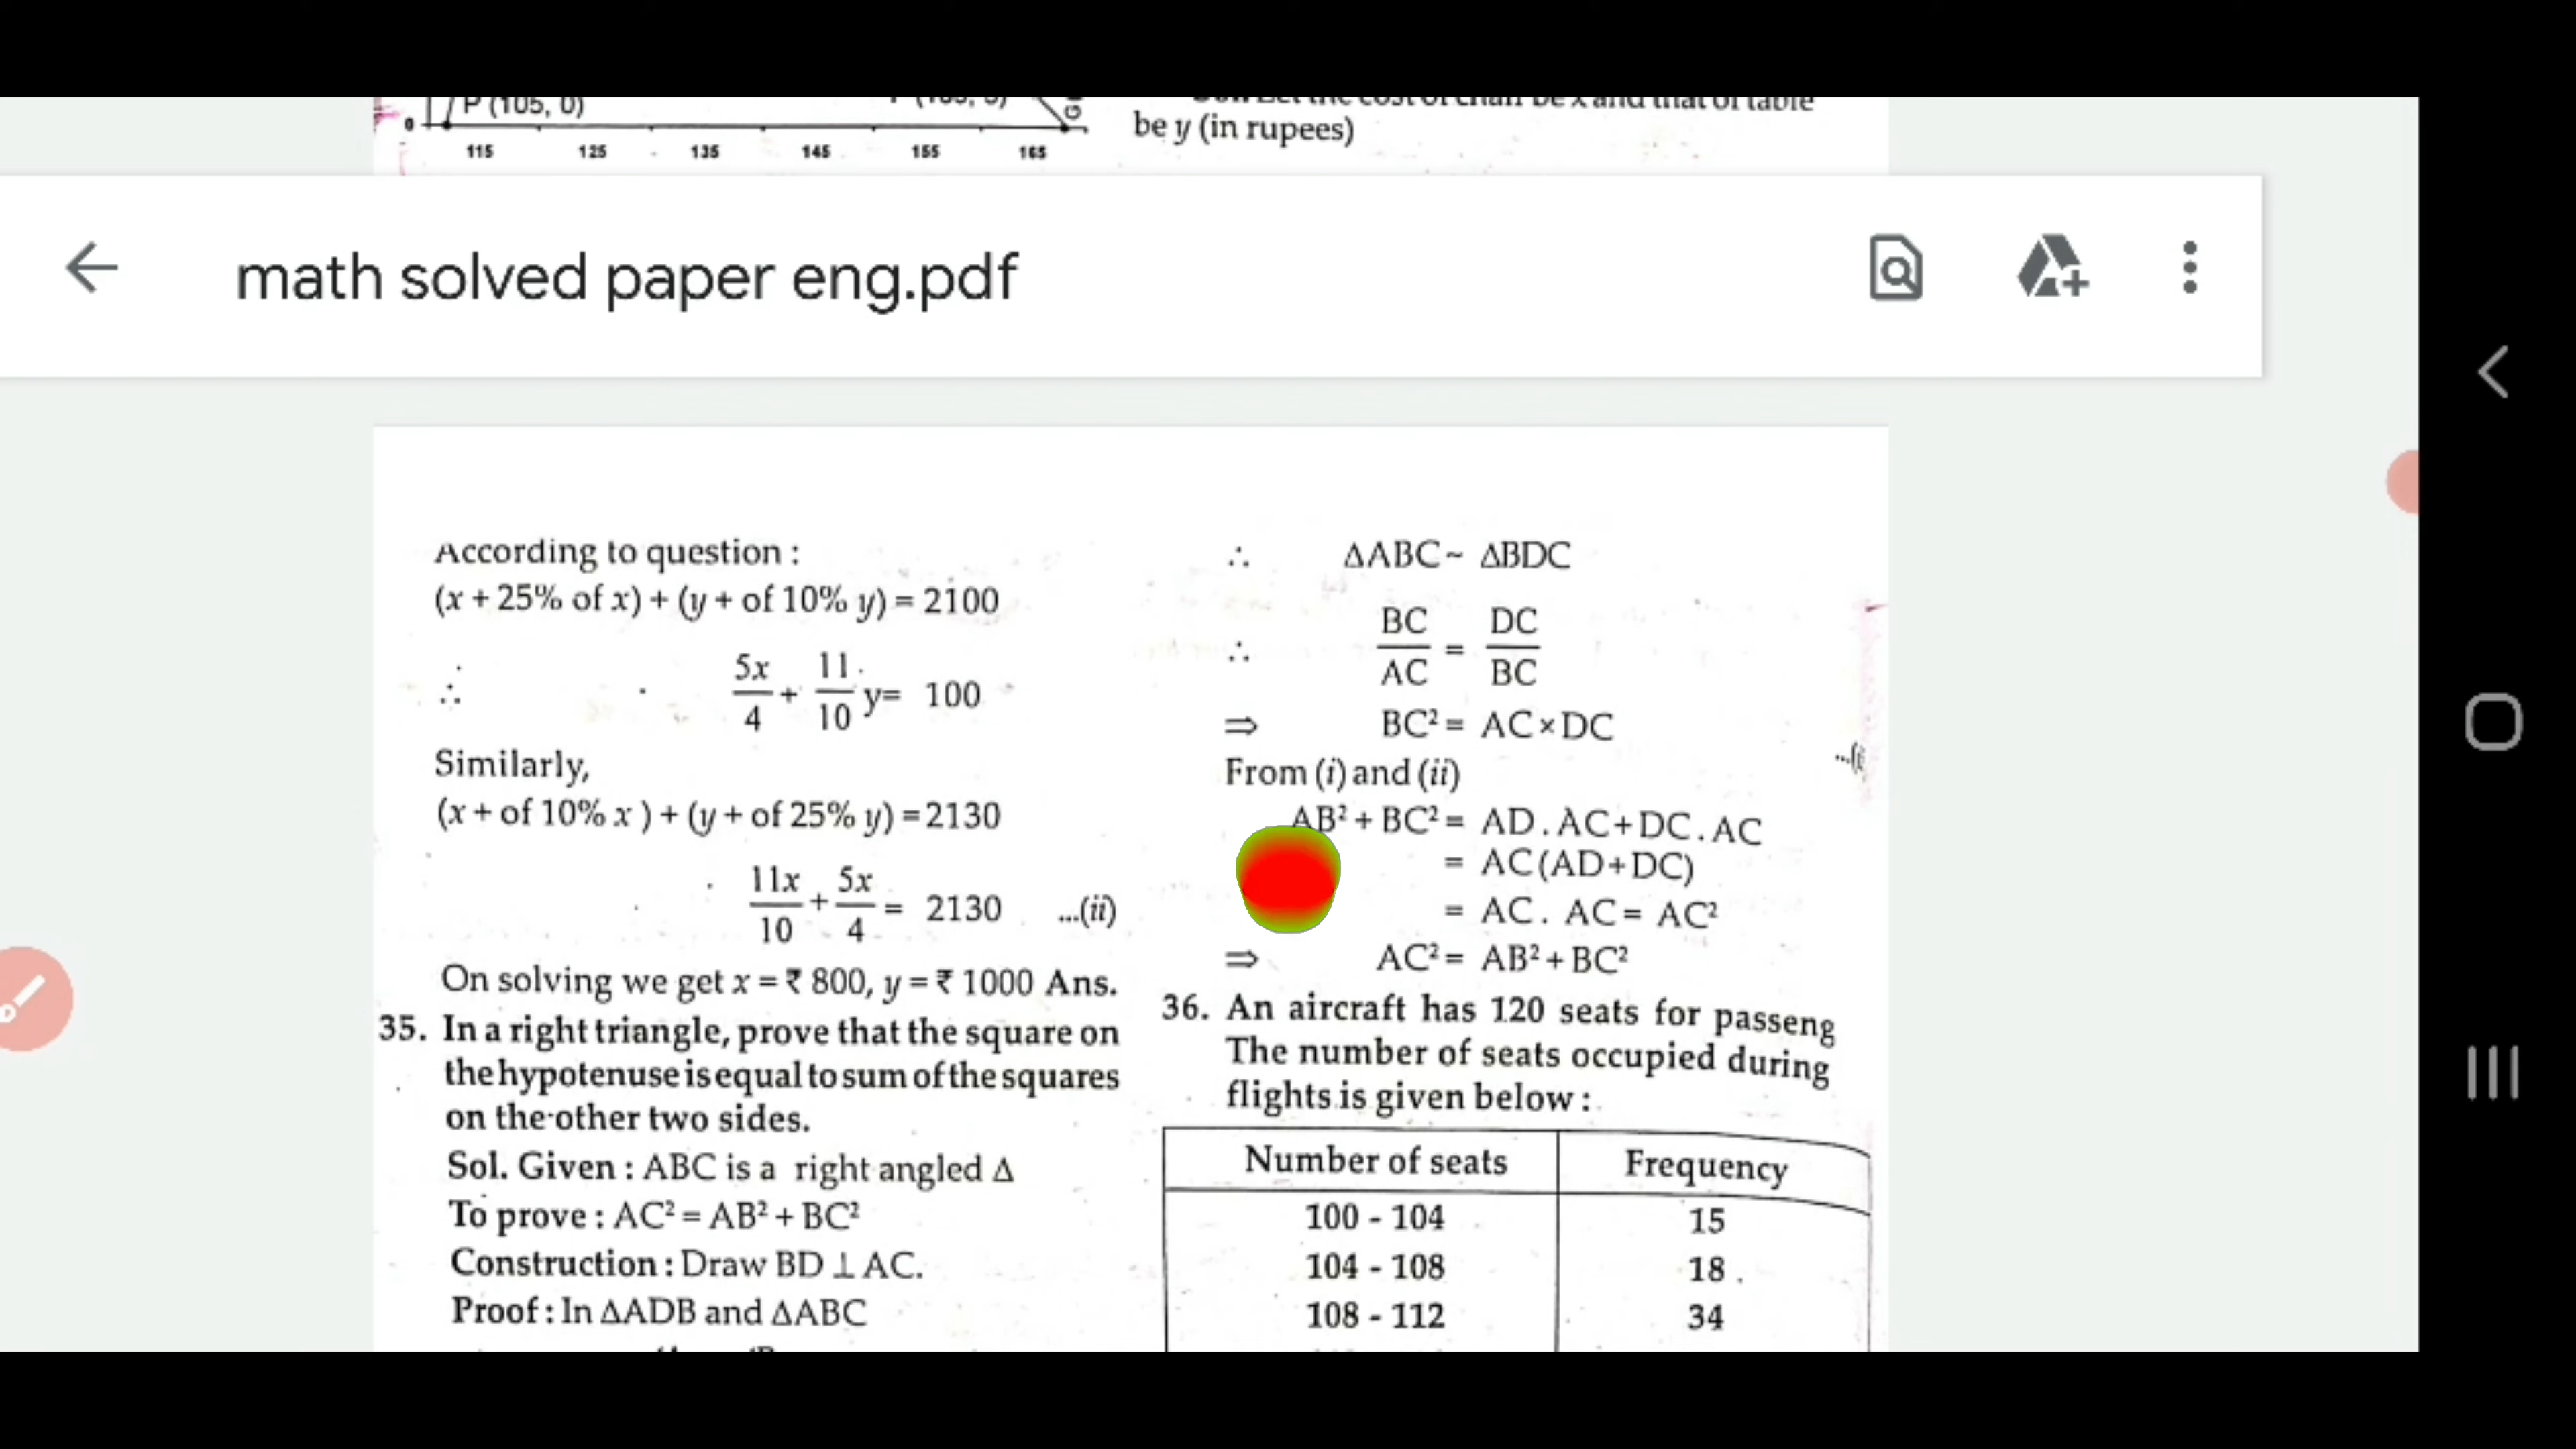 P (105, 0)
0
115 125 135 145 155 165
be y (in rupees)
math solved paper eng.pdf
According to question :
(x + 25% of x) + (y + of 10% y) = 2100
∴ 5x/4 + 11/10 y = 100
Similarly,
(x + of 10% x ) + (y + of 25% y) = 2130
11x/10 + 5x/4 = 2130 ...(ii)
On solving we get x = ₹ 800, y = ₹ 1000 Ans.
35. In a right triangle, prove that the square on
the hypotenuse is equal to sum of the squares
on the other two sides.
Sol. Given : ABC is a right angled Δ
To prove : AC² = AB² + BC²
Construction : Draw BD ⊥ AC.
Proof : In ΔADB and ΔABC
∴ ΔABC ~ ΔBDC
∴ BC/AC = DC/BC
⇒ BC² = AC × DC
From (i) and (ii)
AB² + BC² = AD . AC + DC . AC
= AC (AD + DC)
= AC . AC = AC²
⇒ AC² = AB² + BC²
36. An aircraft has 120 seats for passeng
The number of seats occupied during
flights is given below :
Number of seats Frequency
100 - 104 15
104 - 108 18
108 - 112 34